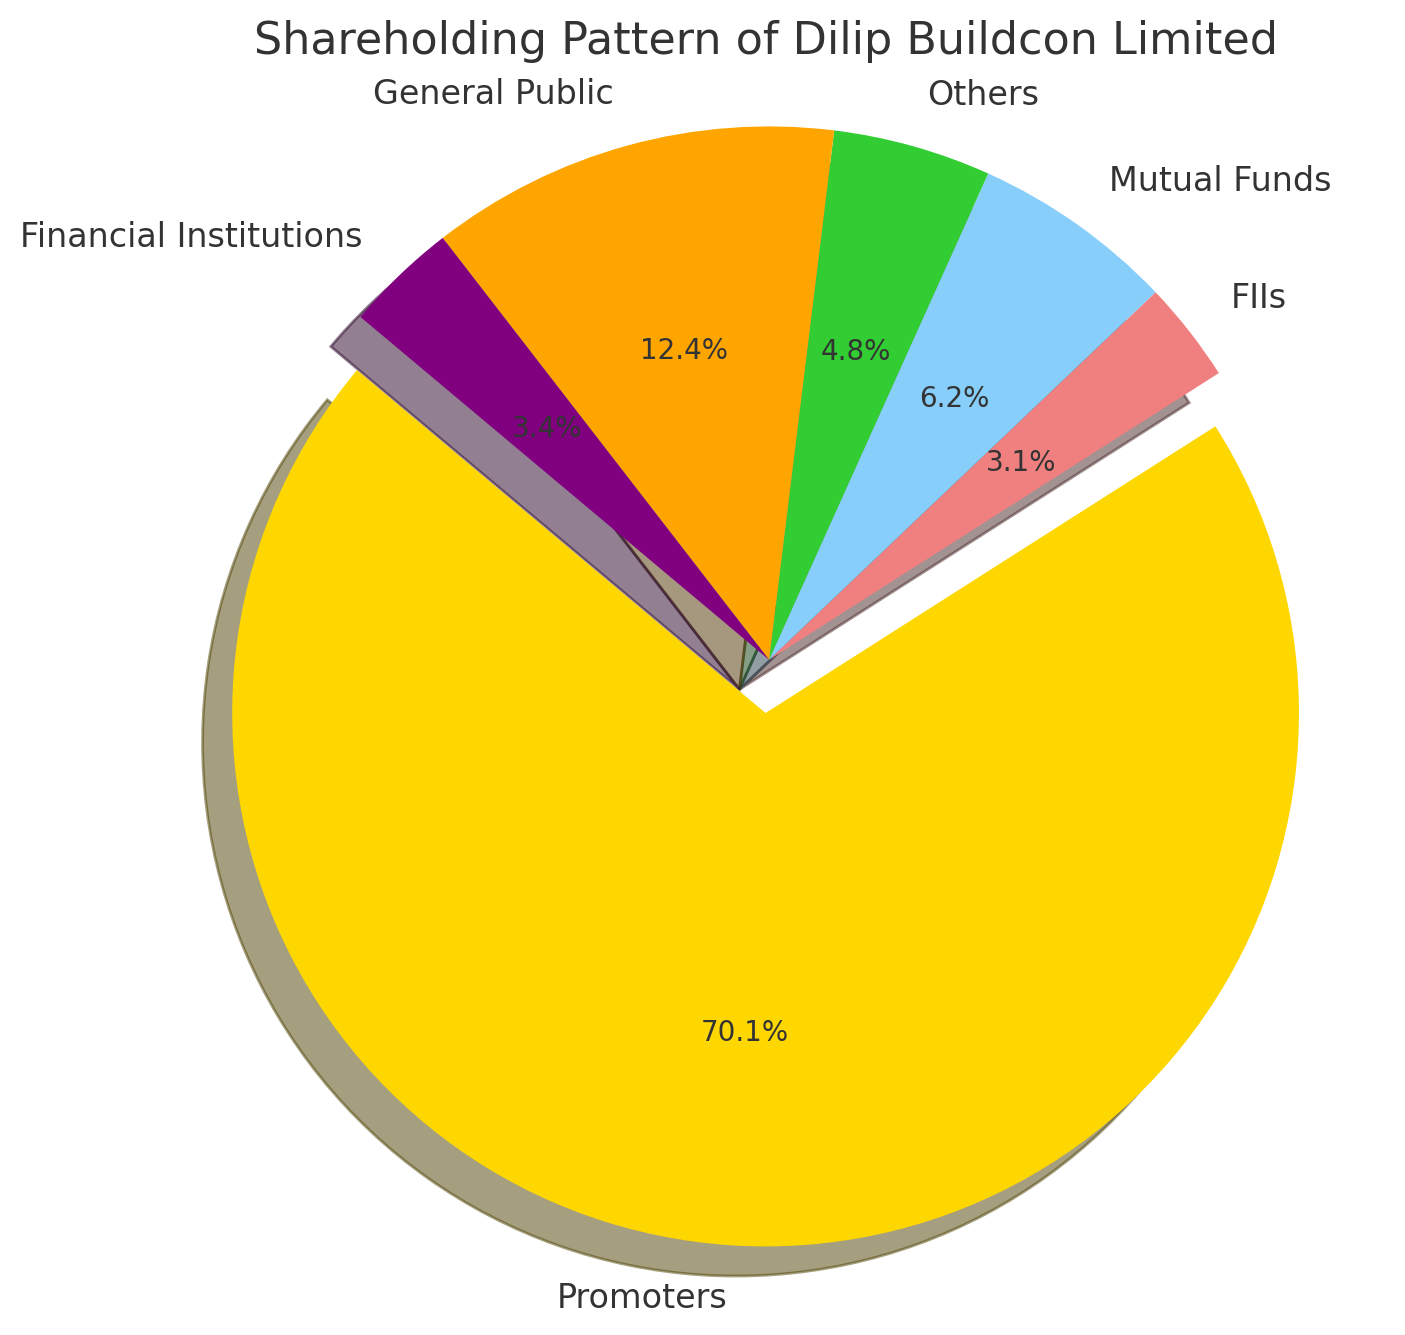 Shareholding Pattern of Dilip Buildcon Limited
General Public
Others
Mutual Funds
Financial Institutions
FIIs
12.4%
4.8%
6.2%
3.4%
3.1%
70.1%
Promoters